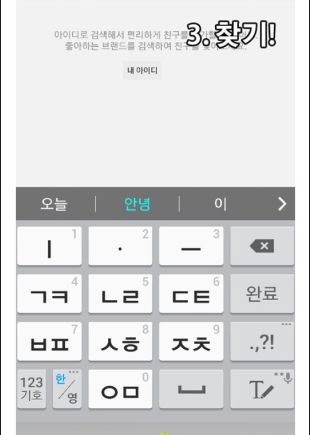 3. 찾기!
아이디로 검색해서 편리하게 친구를
좋아하는 브랜드를 검색하여 친구
내 아이디
오늘 안녕 이 >
1 ㅣ 2 · 3 ㅡ
4 ㄱㅋ 5 ㄴㄹ 6 ㄷㅌ 완료
7 ㅂㅍ 8 ㅅㅎ 9 ㅈㅊ .,?!
123 기호 한/영 0 ㅇㅁ T